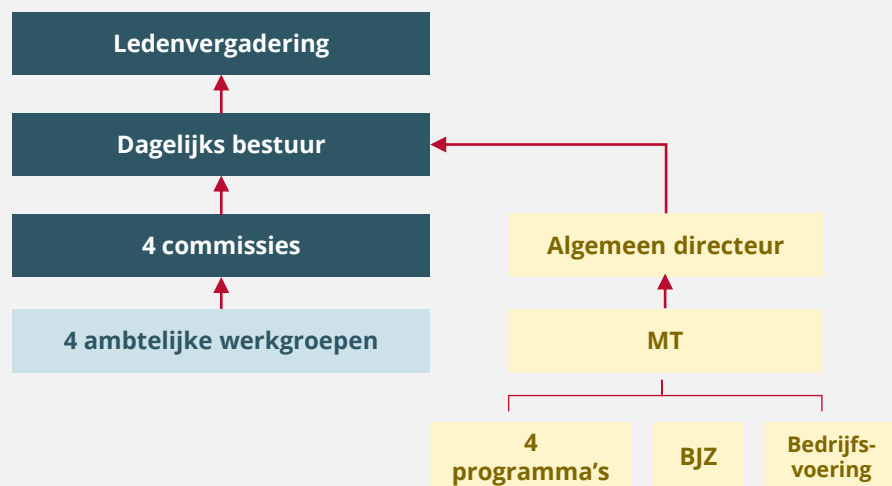 Ledenvergadering
Dagelijks bestuur
4 commissies
Algemeen directeur
4 ambtelijke werkgroepen
MT
4
programma’s
BJZ
Bedrijfs-
voering